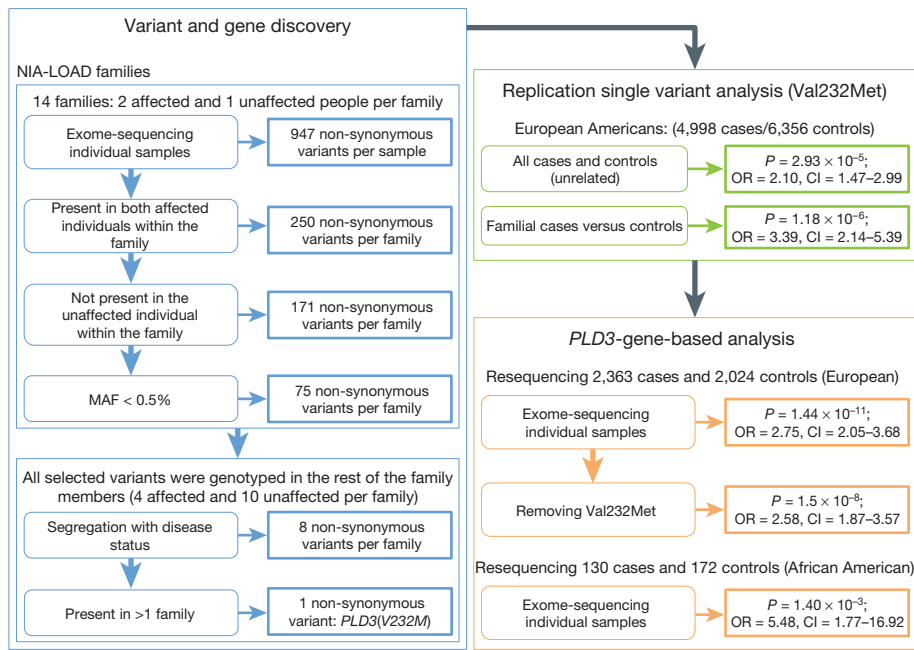 Variant and gene discovery
NIA-LOAD families
14 families: 2 affected and 1 unaffected people per family
Exome-sequencing
individual samples
947 non-synonymous
variants per sample
Present in both affected
individuals within the
family
250 non-synonymous
variants per family
Not present in the
unaffected individual
within the family
171 non-synonymous
variants per family
MAF < 0.5%
75 non-synonymous
variants per family
All selected variants were genotyped in the rest of the family
members (4 affected and 10 unaffected per family)
Segregation with disease
status
8 non-synonymous
variants per family
Present in >1 family
1 non-synonymous
variant: PLD3(V232M)
Replication single variant analysis (Val232Met)
European Americans: (4,998 cases/6,356 controls)
All cases and controls
(unrelated)
P = 2.93 × 10⁻⁵;
OR = 2.10, CI = 1.47–2.99
Familial cases versus controls
P = 1.18 × 10⁻⁶;
OR = 3.39, CI = 2.14–5.39
PLD3-gene-based analysis
Resequencing 2,363 cases and 2,024 controls (European)
Exome-sequencing
individual samples
P = 1.44 × 10⁻¹¹;
OR = 2.75, CI = 2.05–3.68
Removing Val232Met
P = 1.5 × 10⁻⁸;
OR = 2.58, CI = 1.87–3.57
Resequencing 130 cases and 172 controls (African American)
Exome-sequencing
individual samples
P = 1.40 × 10⁻³;
OR = 5.48, CI = 1.77–16.92